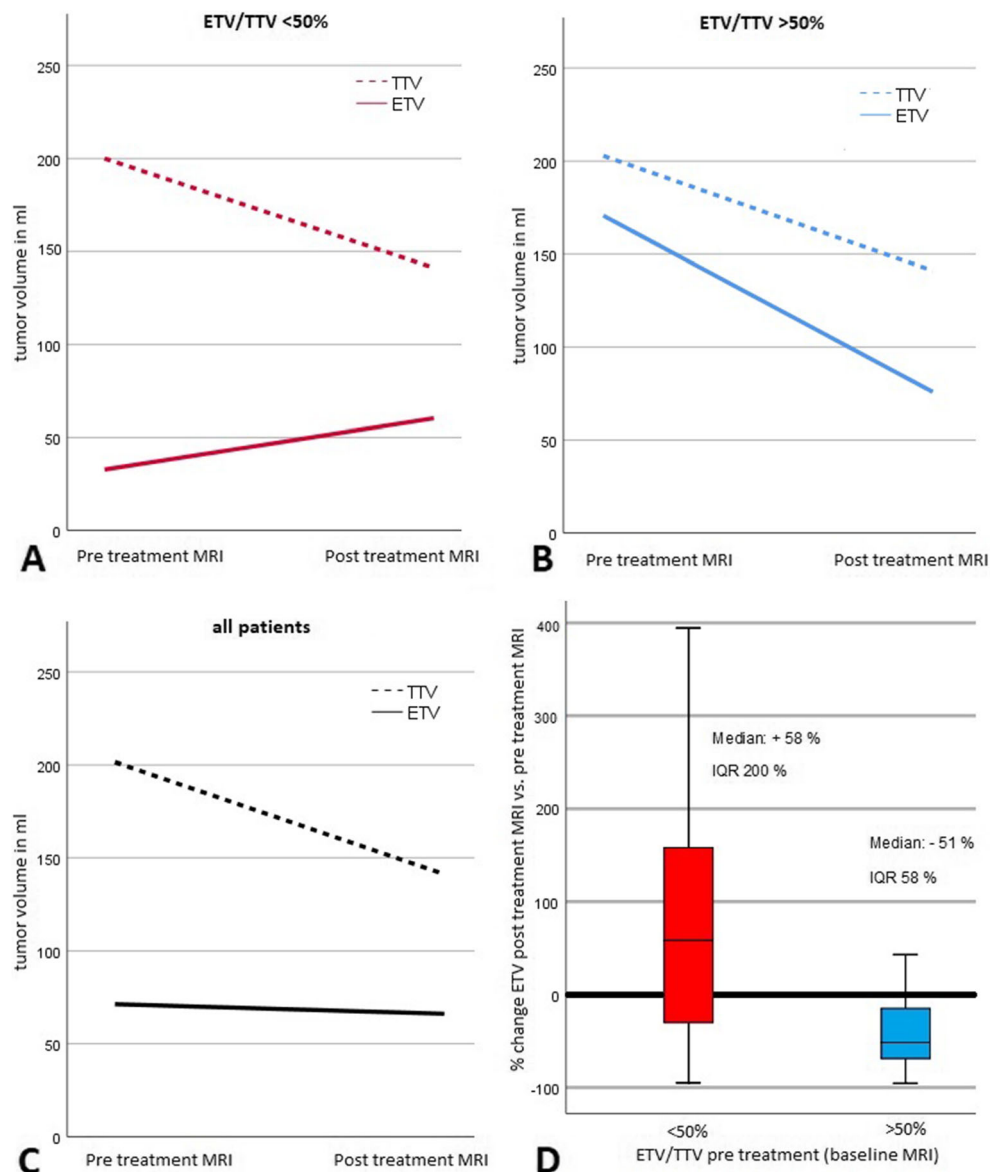 ETV/TTV <50%
250
200
150
100
50
0
tumor volume in ml
TTV
ETV
Pre treatment MRI
Post treatment MRI
A
ETV/TTV >50%
250
200
150
100
50
0
tumor volume in ml
TTV
ETV
Pre treatment MRI
Post treatment MRI
B
all patients
250
200
150
100
50
0
tumor volume in ml
TTV
ETV
Pre treatment MRI
Post treatment MRI
C
% change ETV post treatment MRI vs. pre treatment MRI
400
300
200
100
0
-100
Median: + 58 %
IQR 200 %
Median: - 51 %
IQR 58 %
<50%
>50%
ETV/TTV pre treatment (baseline MRI)
D